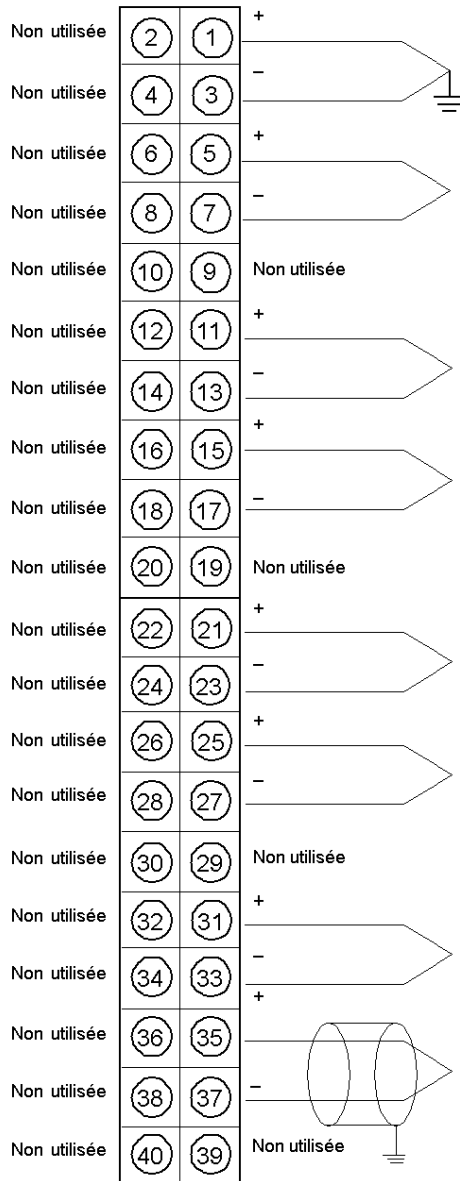 Non utilisée 2 1 +
Non utilisée 4 3 –
Non utilisée 6 5 +
Non utilisée 8 7 –
Non utilisée 10 9 Non utilisée
Non utilisée 12 11 +
Non utilisée 14 13 –
Non utilisée 16 15 +
Non utilisée 18 17 –
Non utilisée 20 19 Non utilisée
Non utilisée 22 21 +
Non utilisée 24 23 –
Non utilisée 26 25 +
Non utilisée 28 27 –
Non utilisée 30 29 Non utilisée
Non utilisée 32 31 +
Non utilisée 34 33 –
Non utilisée 36 35 +
Non utilisée 38 37 –
Non utilisée 40 39 Non utilisée